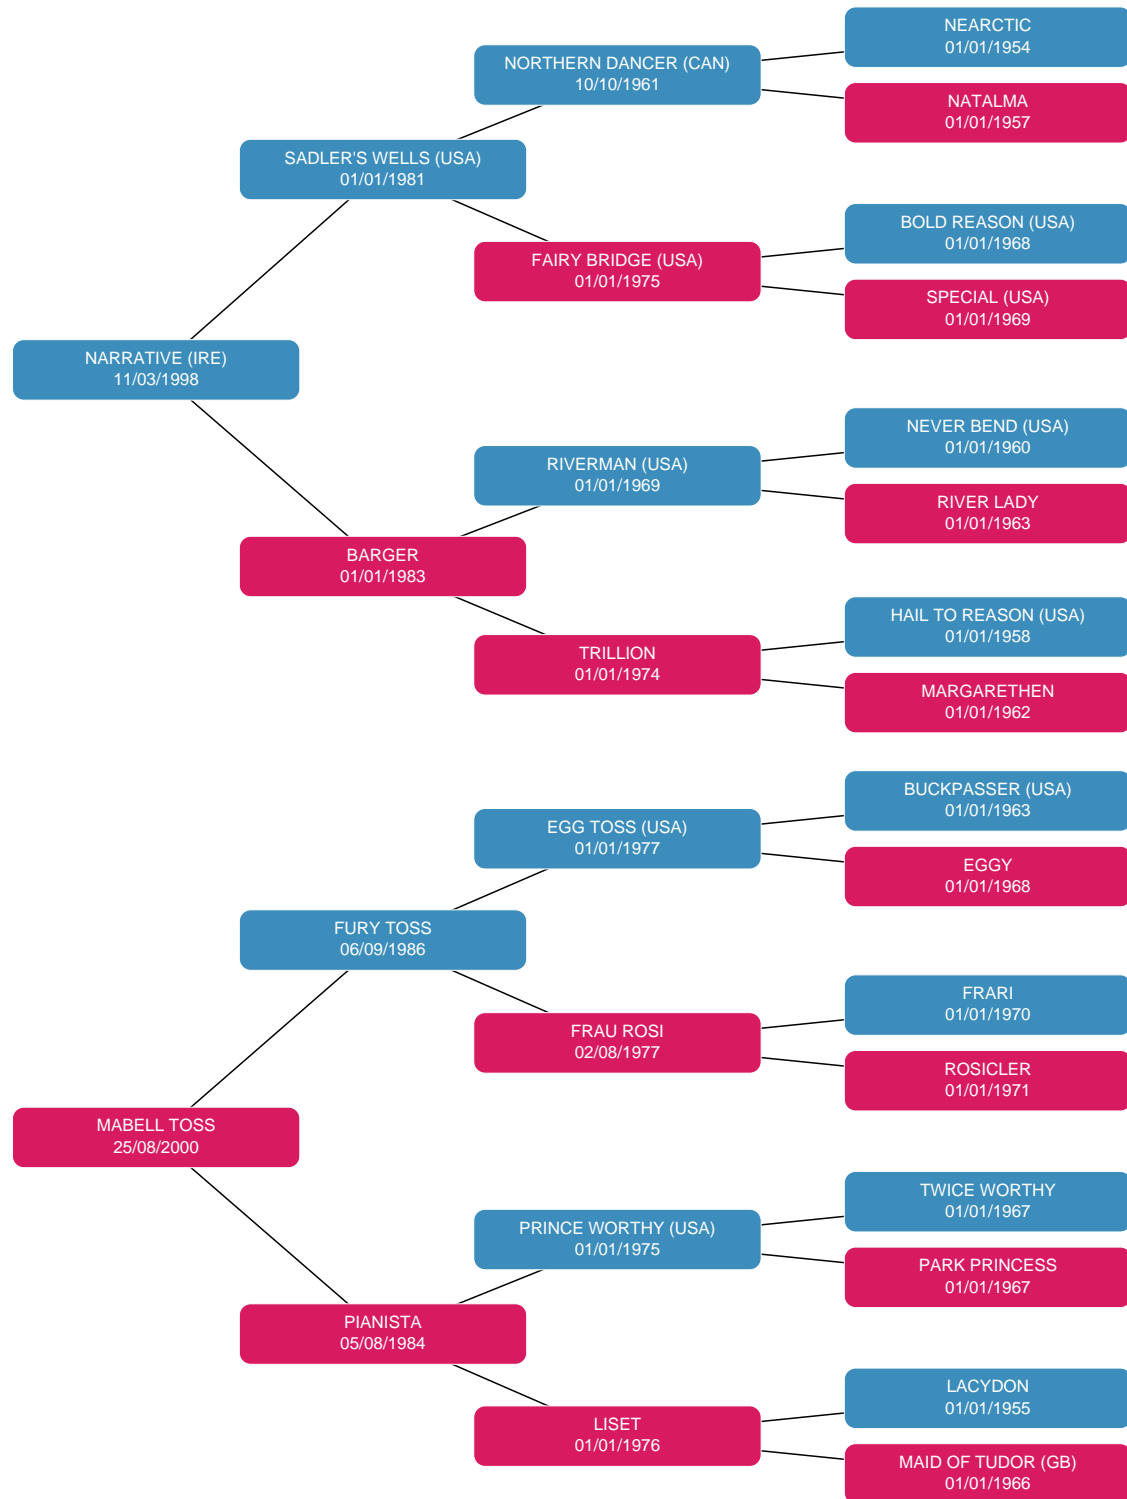 NEARCTIC
01/01/1954
NORTHERN DANCER (CAN)
10/10/1961
NATALMA
01/01/1957
SADLER'S WELLS (USA)
01/01/1981
BOLD REASON (USA)
01/01/1968
FAIRY BRIDGE (USA)
01/01/1975
SPECIAL (USA)
01/01/1969
NARRATIVE (IRE)
11/03/1998
NEVER BEND (USA)
01/01/1960
RIVERMAN (USA)
01/01/1969
RIVER LADY
01/01/1963
BARGER
01/01/1983
HAIL TO REASON (USA)
01/01/1958
TRILLION
01/01/1974
MARGARETHEN
01/01/1962
BUCKPASSER (USA)
01/01/1963
EGG TOSS (USA)
01/01/1977
EGGY
01/01/1968
FURY TOSS
06/09/1986
FRARI
01/01/1970
FRAU ROSI
02/08/1977
ROSICLER
01/01/1971
MABELL TOSS
25/08/2000
TWICE WORTHY
01/01/1967
PRINCE WORTHY (USA)
01/01/1975
PARK PRINCESS
01/01/1967
PIANISTA
05/08/1984
LACYDON
01/01/1955
LISET
01/01/1976
MAID OF TUDOR (GB)
01/01/1966